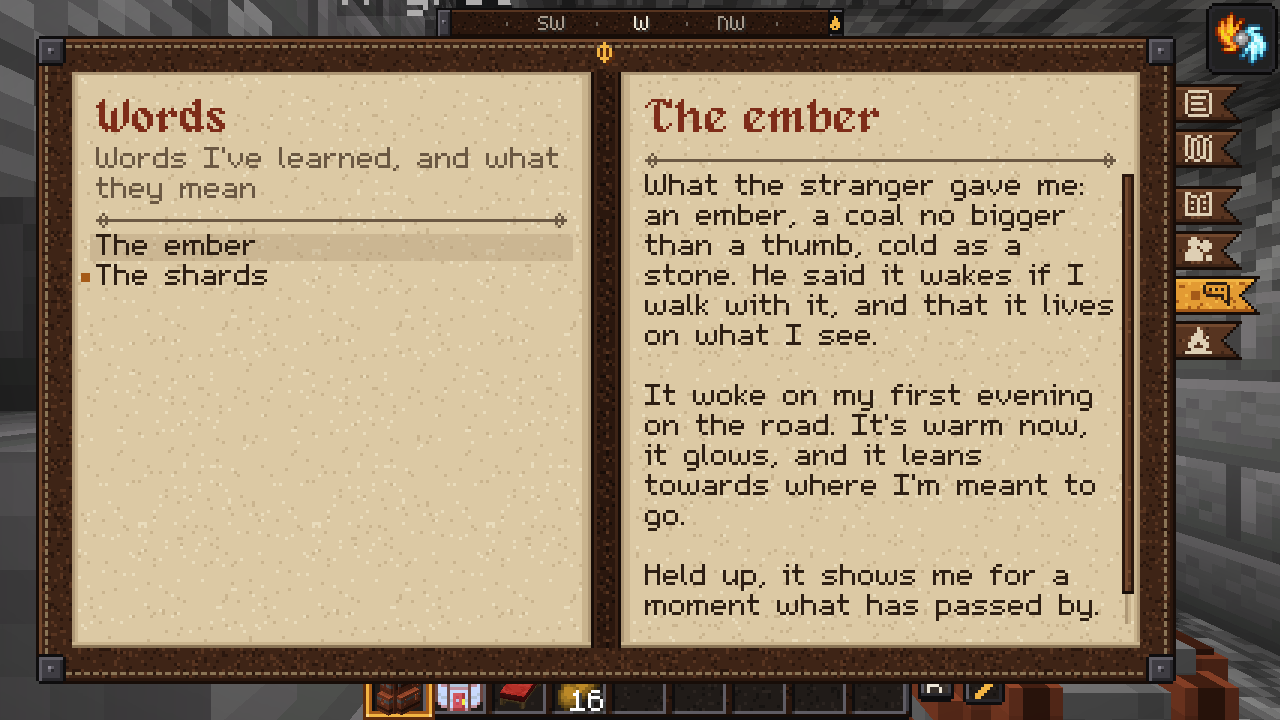 SW W NW
Words
Words I've learned, and what
they mean
The ember
The shards
The ember
What the stranger gave me:
an ember, a coal no bigger
than a thumb, cold as a
stone. He said it wakes if I
walk with it, and that it lives
on what I see.
It woke on my first evening
on the road. It's warm now,
it glows, and it leans
towards where I'm meant to
go.
Held up, it shows me for a
moment what has passed by.
16